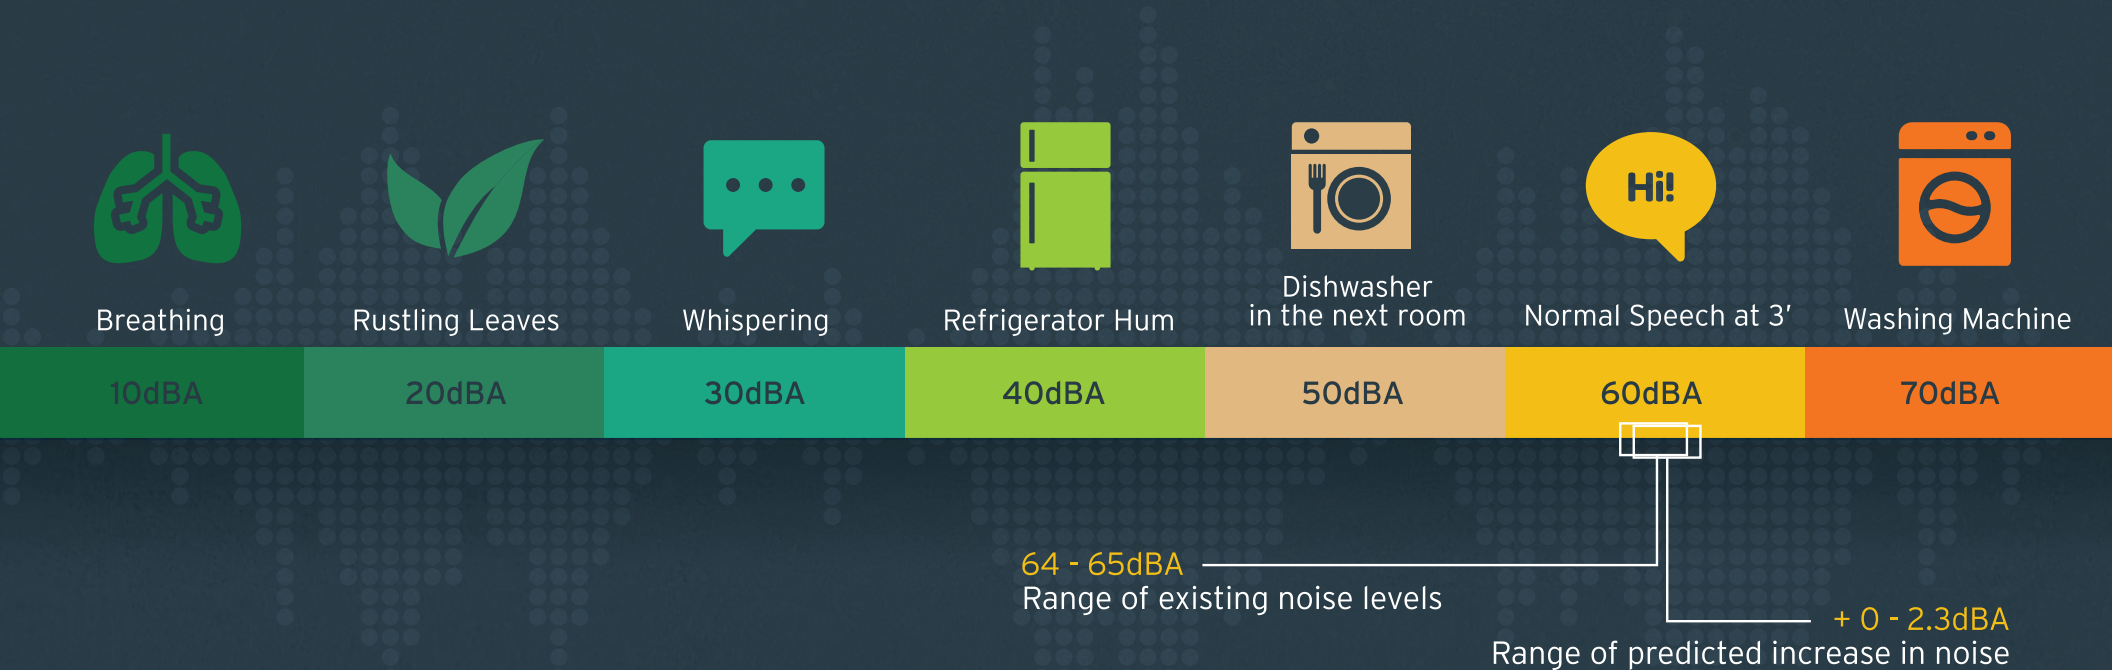 Hi!
Breathing
Rustling Leaves
Whispering
Refrigerator Hum
Dishwasher
in the next room
Normal Speech at 3’
Washing Machine
10dBA
20dBA
30dBA
40dBA
50dBA
60dBA
70dBA
64 - 65dBA
Range of existing noise levels
+ 0 - 2.3dBA
Range of predicted increase in noise